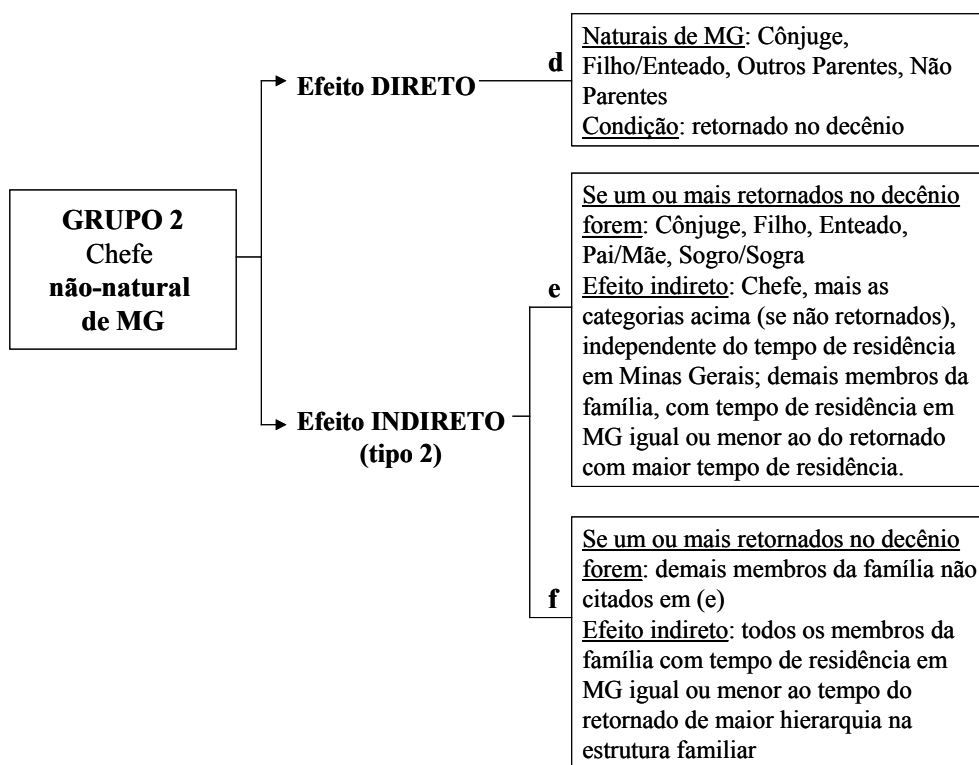 Naturais de MG: Cônjuge,
Filho/Enteado, Outros Parentes, Não
Parentes
Condição: retornado no decênio
d
Efeito DIRETO
GRUPO 2
Chefe
não-natural
de MG
Se um ou mais retornados no decênio
forem: Cônjuge, Filho, Enteado,
Pai/Mãe, Sogro/Sogra
Efeito indireto: Chefe, mais as
categorias acima (se não retornados),
independente do tempo de residência
em Minas Gerais; demais membros da
família, com tempo de residência em
MG igual ou menor ao do retornado
com maior tempo de residência.
e
Efeito INDIRETO
(tipo 2)
Se um ou mais retornados no decênio
forem: demais membros da família não
citados em (e)
Efeito indireto: todos os membros da
família com tempo de residência em
MG igual ou menor ao tempo do
retornado de maior hierarquia na
estrutura familiar
f